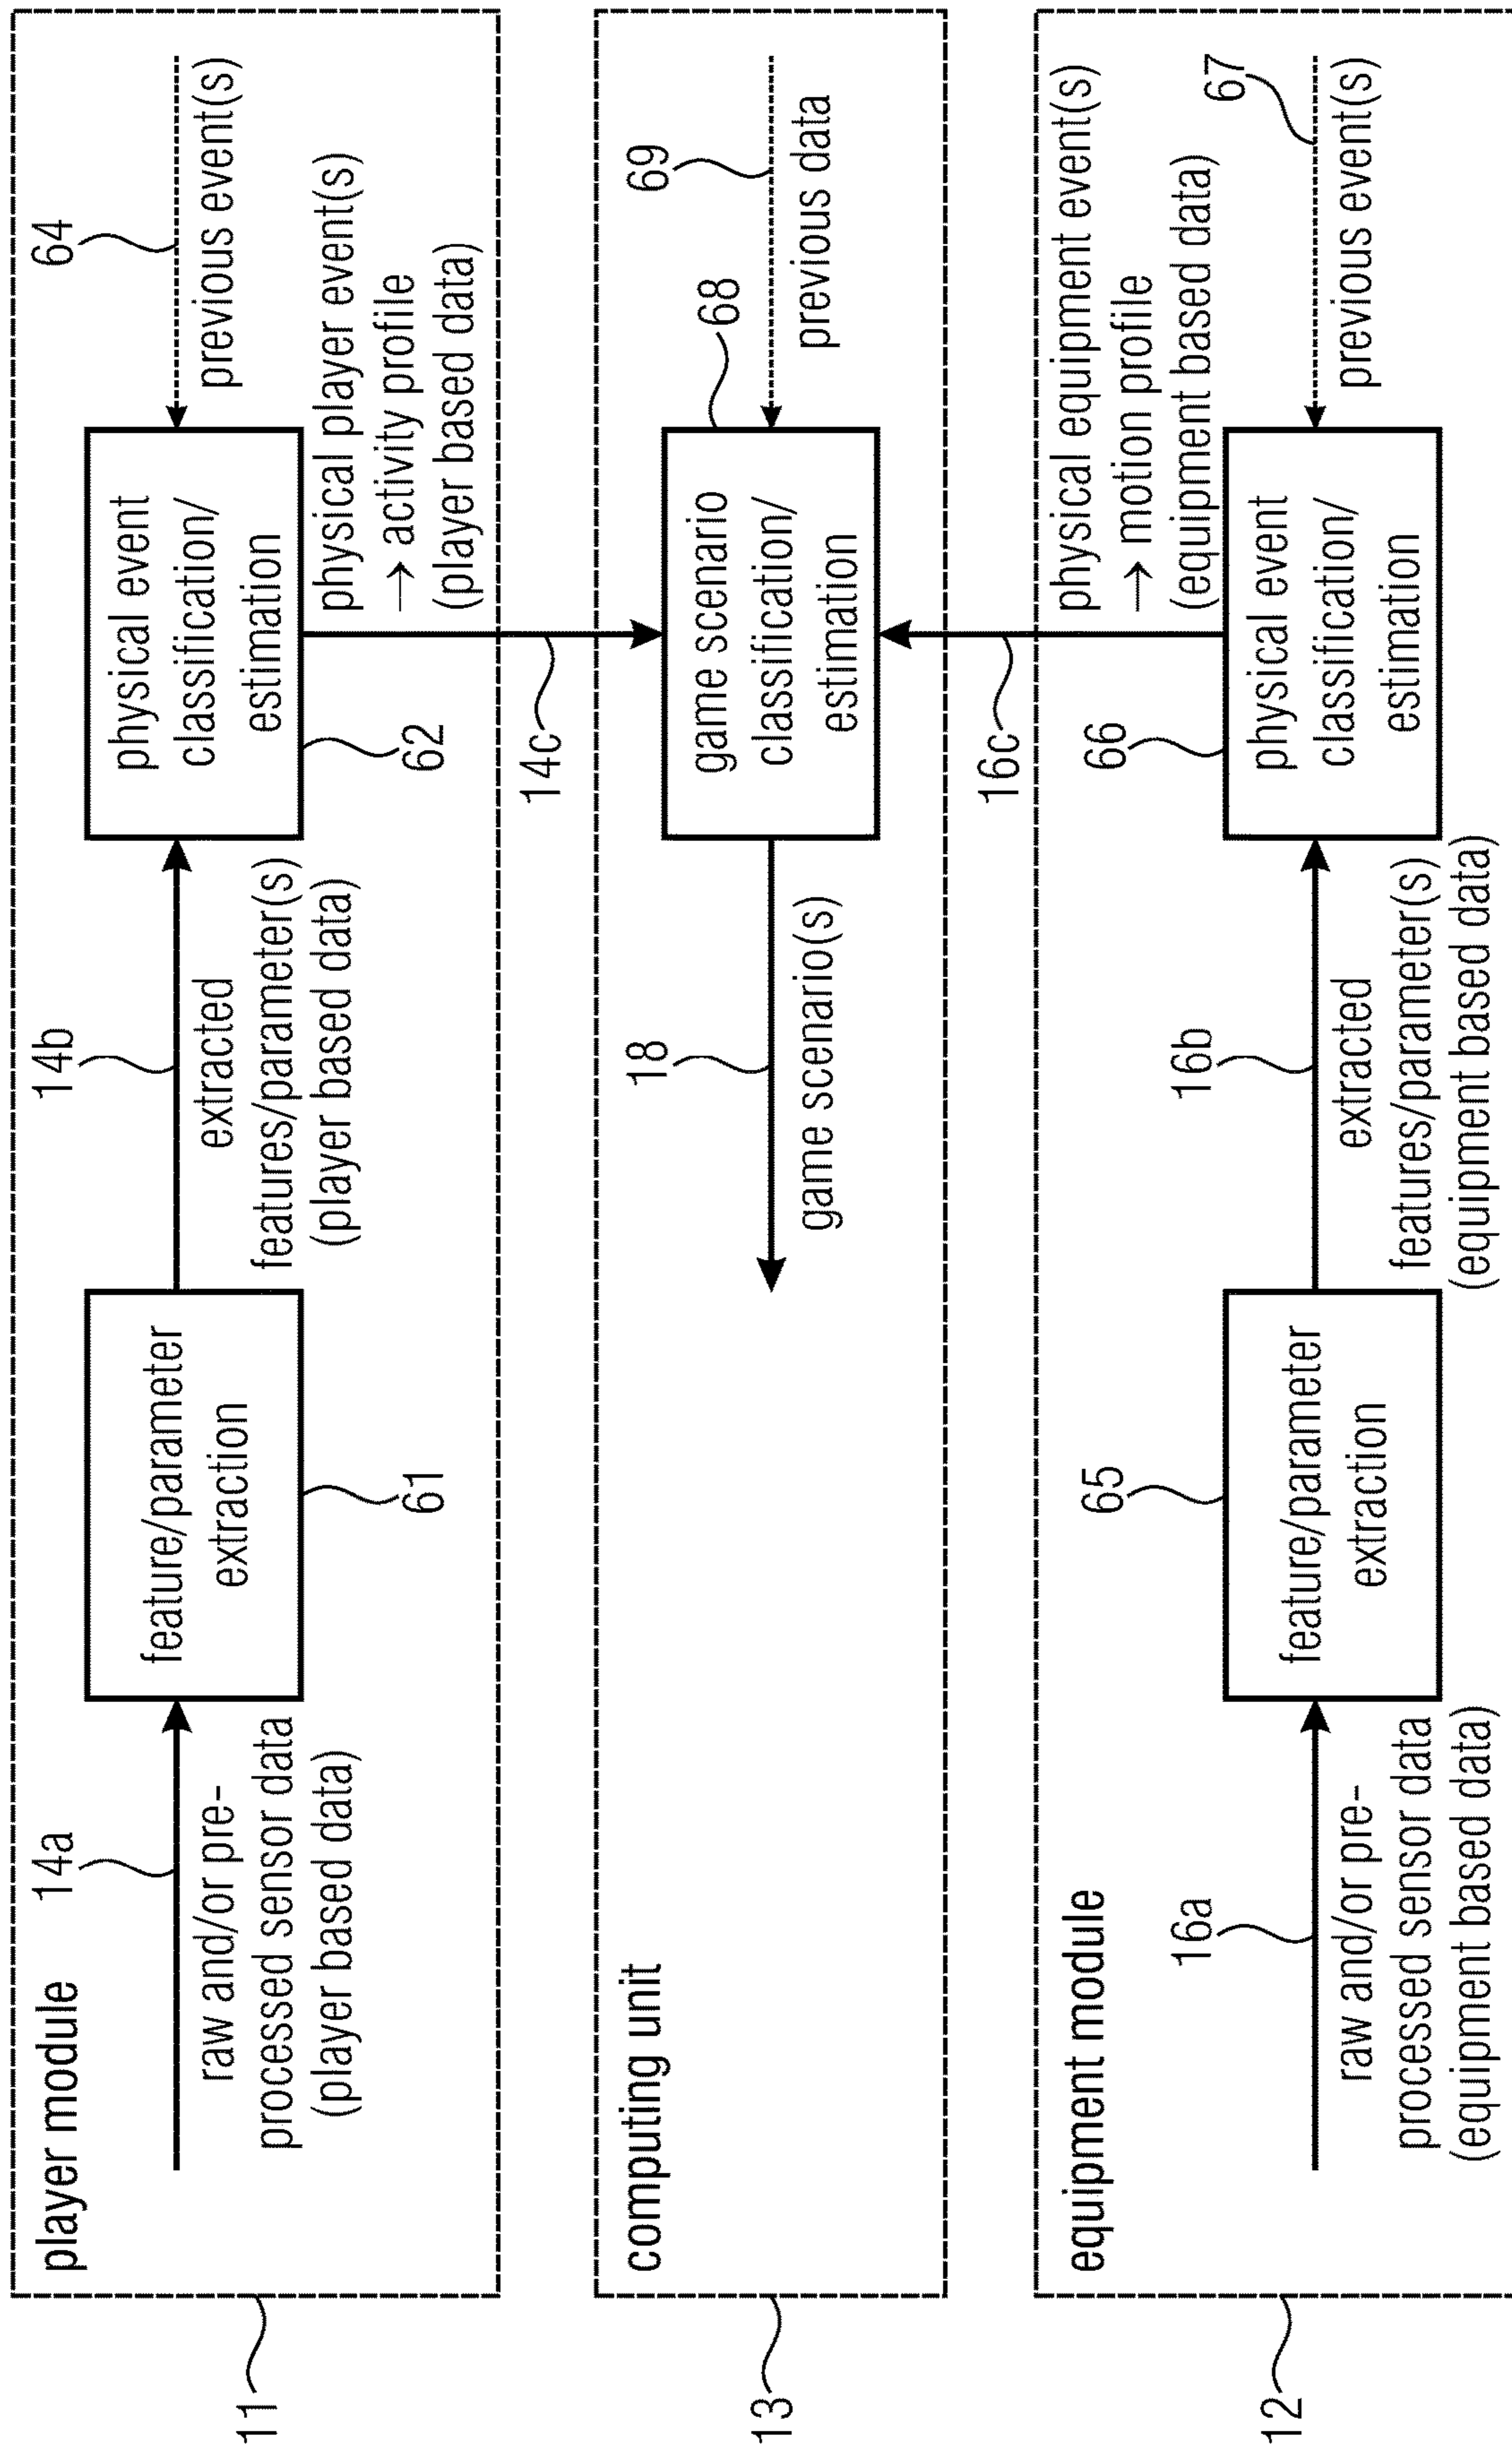 player module
14a
raw and/or pre-
processed sensor data
(player based data)
feature/parameter
extraction
61
14b
extracted
features/parameter(s)
(player based data)
physical event
classification/
estimation
62
64
previous event(s)
physical player event(s)
→ activity profile
(player based data)
11
14c
computing unit
18
game scenario(s)
game scenario
classification/
estimation
68
69
previous data
13
16c
equipment module
16a
raw and/or pre-
processed sensor data
(equipment based data)
65
feature/parameter
extraction
16b
extracted
features/parameter(s)
(equipment based data)
66
physical event
classification/
estimation
physical equipment event(s)
→ motion profile
(equipment based data)
67
previous event(s)
12